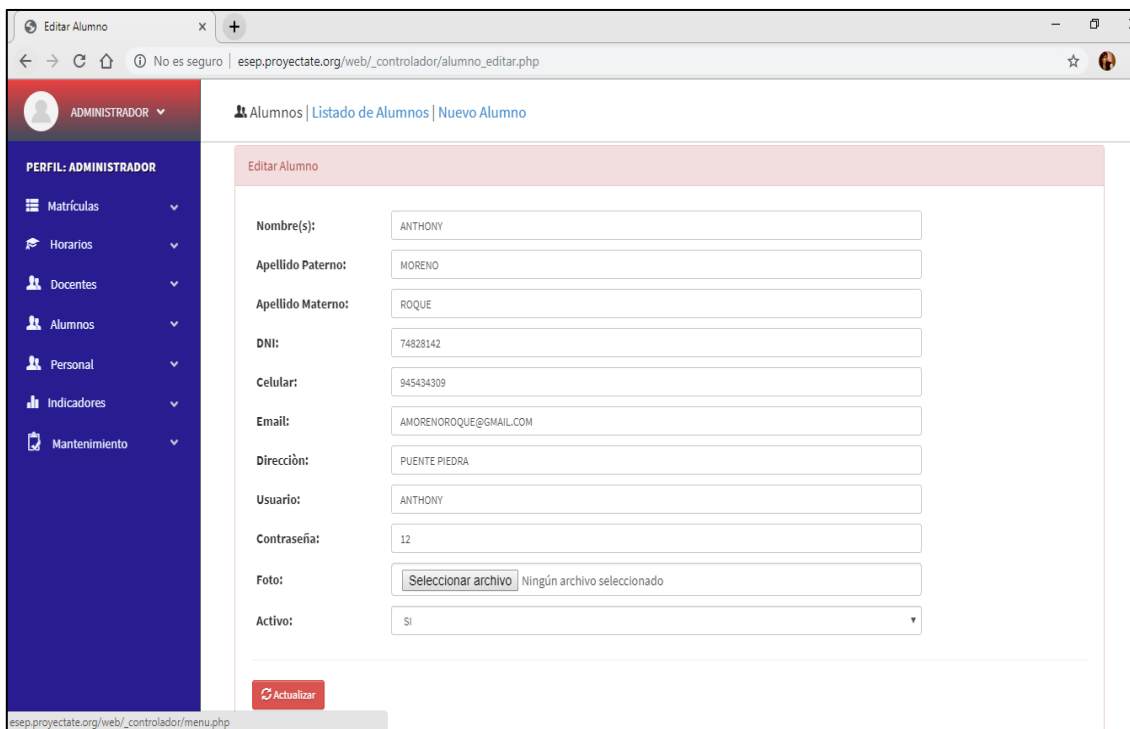 Editar Alumno
No es seguro | esep.proyectate.org/web/_controlador/alumno_editar.php
ADMINISTRADOR
Alumnos | Listado de Alumnos | Nuevo Alumno
PERFIL: ADMINISTRADOR
Matrículas
Horarios
Docentes
Alumnos
Personal
Indicadores
Mantenimiento
Editar Alumno
Nombre(s): ANTHONY
Apellido Paterno: MORENO
Apellido Materno: ROQUE
DNI: 74828142
Celular: 945434309
Email: AMORENOROQUE@GMAIL.COM
Direcciòn: PUENTE PIEDRA
Usuario: ANTHONY
Contraseña: 12
Foto: Seleccionar archivo Ningún archivo seleccionado
Activo: SI
Actualizar
esep.proyectate.org/web/_controlador/menu.php